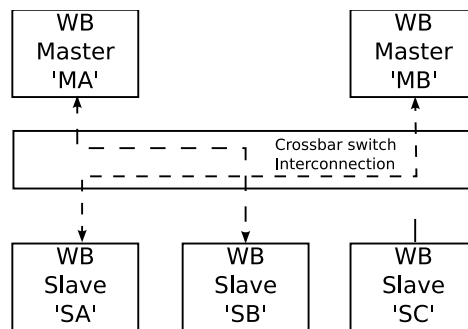 WB
Master
'MA'
WB
Master
'MB'
Crossbar switch
Interconnection
WB
Slave
'SA'
WB
Slave
'SB'
WB
Slave
'SC'